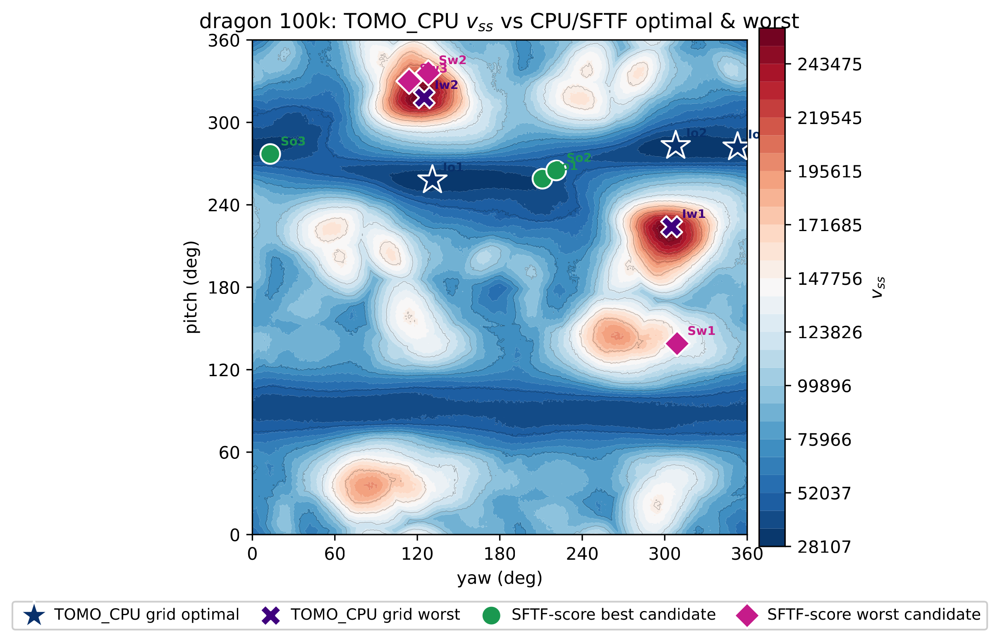 dragon 100k: TOMO_CPU v_ss vs CPU/SFTF optimal & worst
360
300
240
180
120
60
0
pitch (deg)
Sw2
Iw2
So3
Io2
So2
Io1
Iw1
Sw1
0 60 120 180 240 300 360
yaw (deg)
243475
219545
195615
171685
147756
123826
99896
75966
52037
28107
v_ss
TOMO_CPU grid optimal
TOMO_CPU grid worst
SFTF-score best candidate
SFTF-score worst candidate